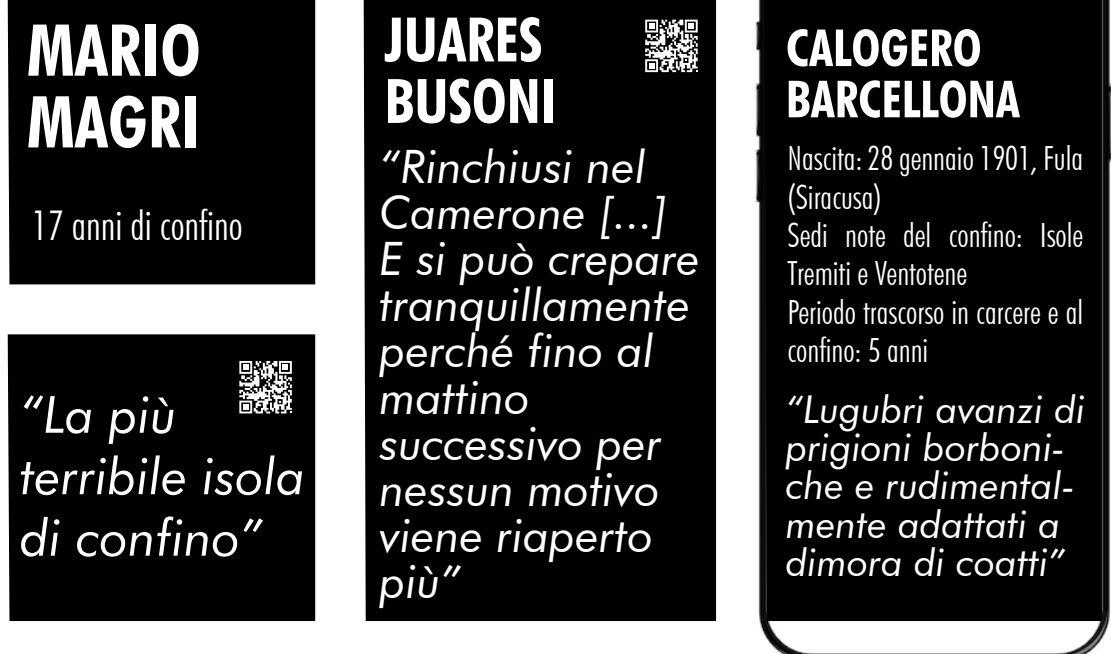 MARIO
MAGRI
17 anni di confino
“La più
terribile isola
di confino”
JUARES
BUSONI
“Rinchiusi nel
Camerone [...]
E si può crepare
tranquillamente
perché fino al
mattino
successivo per
nessun motivo
viene riaperto
più”
CALOGERO
BARCELLONA
Nascita: 28 gennaio 1901, Fula
(Siracusa)
Sedi note del confino: Isole
Tremiti e Ventotene
Periodo trascorso in carcere e al
confino: 5 anni
“Lugubri avanzi di
prigioni borboni-
che e rudimental-
mente adattati a
dimora di coatti”